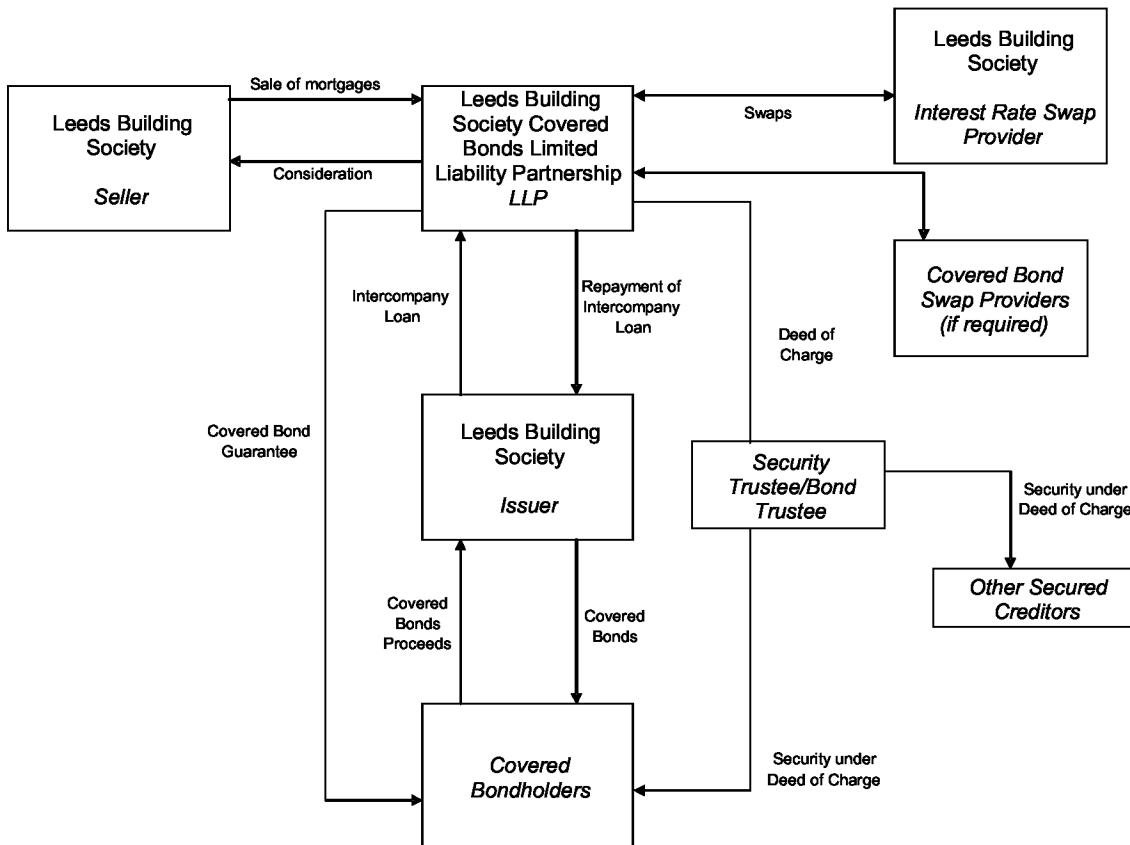 Leeds Building
Society
Interest Rate Swap
Provider
Sale of mortgages
Leeds Building
Society
Seller
Consideration
Leeds Building
Society Covered
Bonds Limited
Liability Partnership
LLP
Swaps
Covered Bond
Swap Providers
(if required)
Intercompany
Loan
Repayment of
Intercompany
Loan
Deed of
Charge
Covered Bond
Guarantee
Leeds Building
Society
Issuer
Security
Trustee/Bond
Trustee
Security under
Deed of Charge
Other Secured
Creditors
Covered
Bonds
Proceeds
Covered
Bonds
Covered
Bondholders
Security under
Deed of Charge